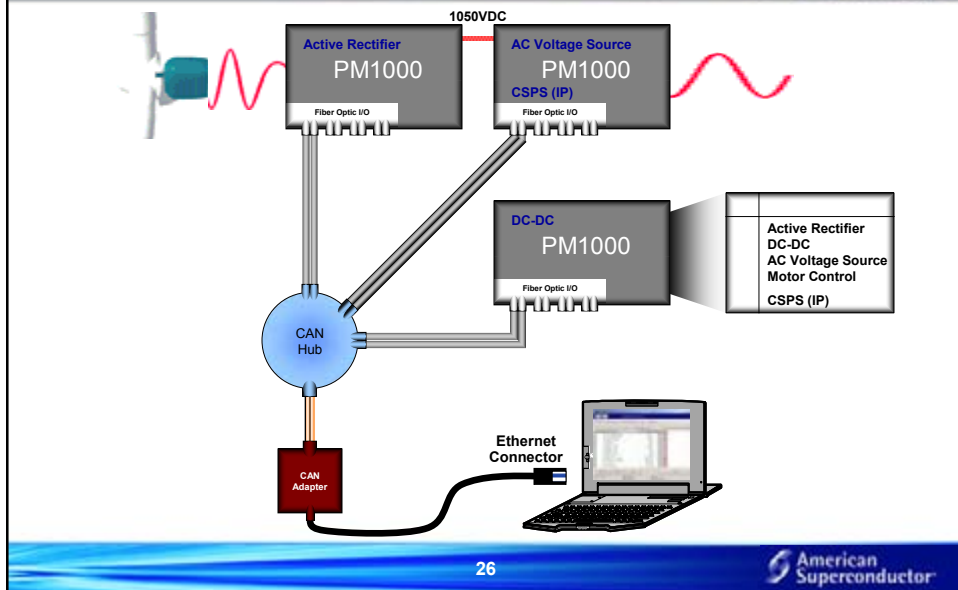 1050VDC
Active Rectifier
PM1000
Fiber Optic I/O
AC Voltage Source
PM1000
CSPS (IP)
Fiber Optic I/O
DC-DC
PM1000
Fiber Optic I/O
Active Rectifier
DC-DC
AC Voltage Source
Motor Control
CSPS (IP)
CAN
Hub
CAN
Adapter
Ethernet
Connector
26
American
Superconductor